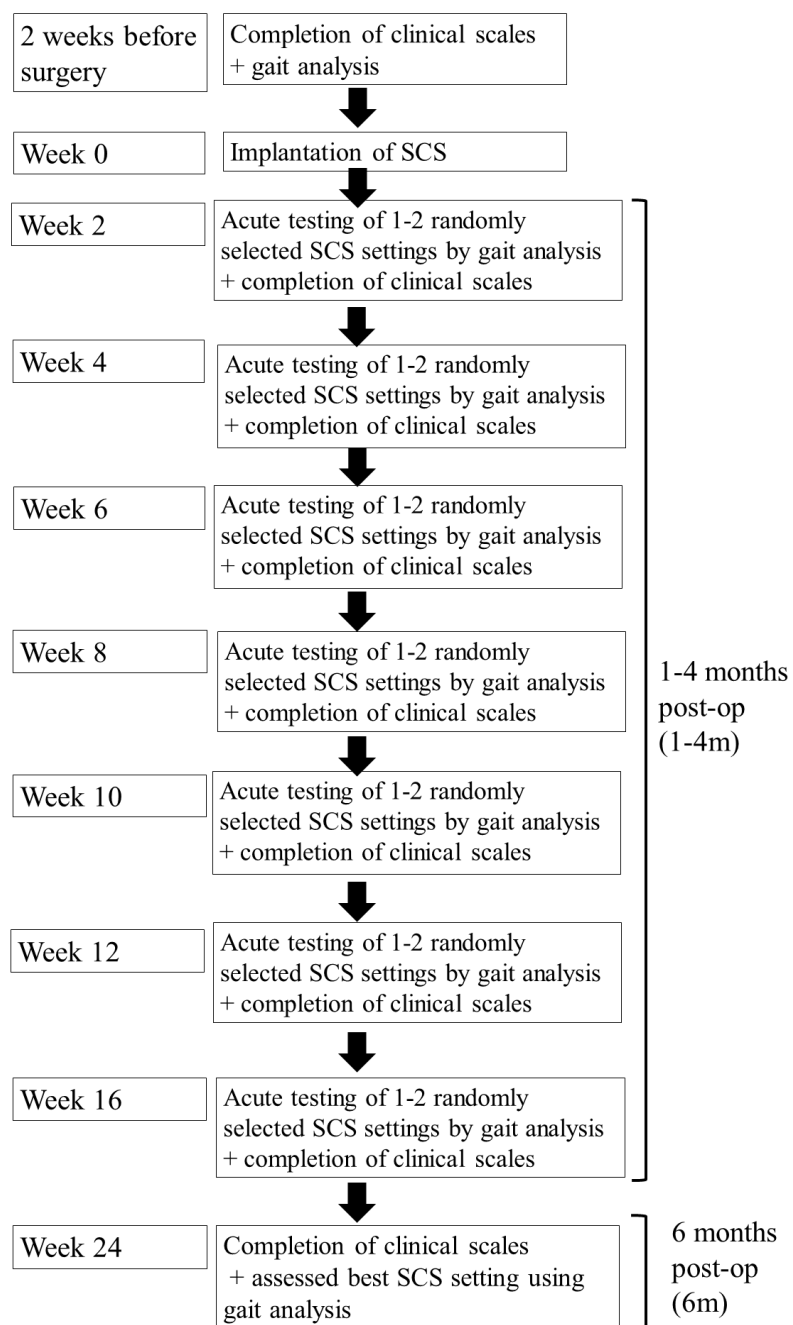 2 weeks before
surgery
Completion of clinical scales
+ gait analysis
Week 0
Implantation of SCS
Week 2
Acute testing of 1-2 randomly
selected SCS settings by gait analysis
+ completion of clinical scales
Week 4
Acute testing of 1-2 randomly
selected SCS settings by gait analysis
+ completion of clinical scales
Week 6
Acute testing of 1-2 randomly
selected SCS settings by gait analysis
+ completion of clinical scales
Week 8
Acute testing of 1-2 randomly
selected SCS settings by gait analysis
+ completion of clinical scales
1-4 months
post-op
(1-4m)
Week 10
Acute testing of 1-2 randomly
selected SCS settings by gait analysis
+ completion of clinical scales
Week 12
Acute testing of 1-2 randomly
selected SCS settings by gait analysis
+ completion of clinical scales
Week 16
Acute testing of 1-2 randomly
selected SCS settings by gait analysis
+ completion of clinical scales
Week 24
Completion of clinical scales
+ assessed best SCS setting using
gait analysis
6 months
post-op
(6m)